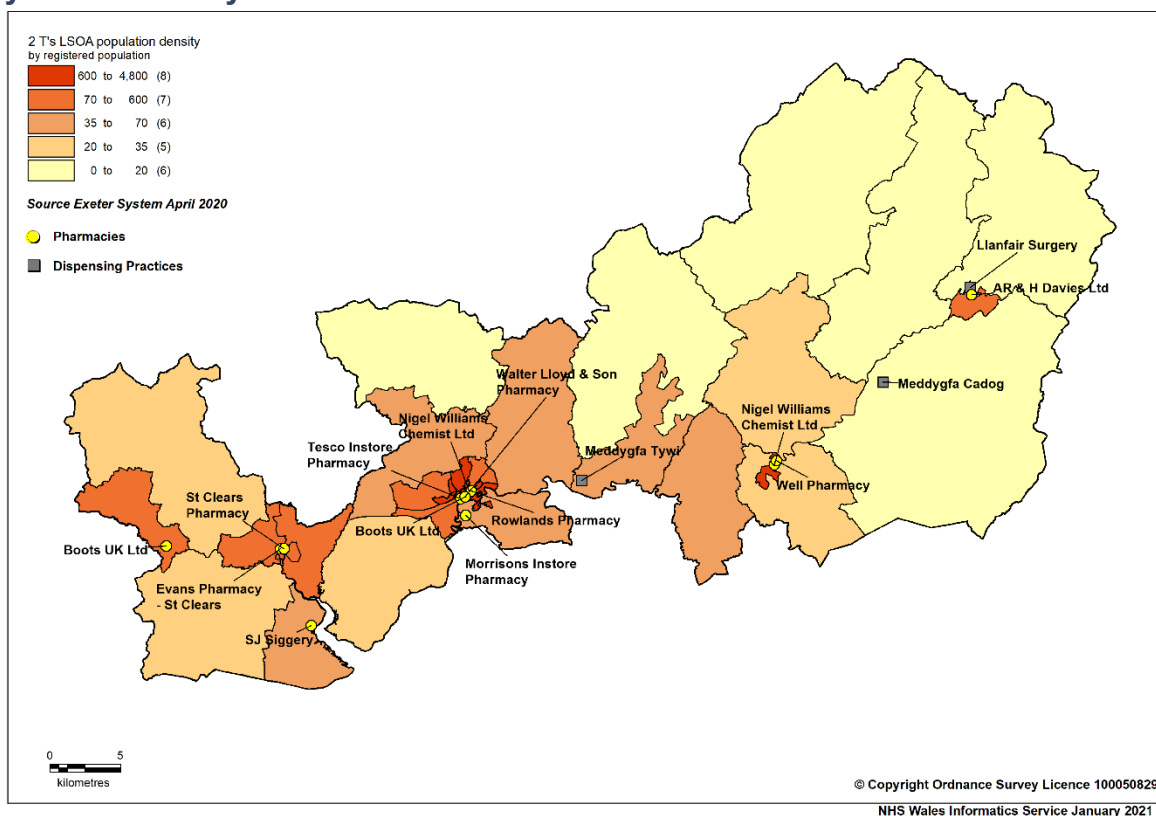 2 T's LSOA population density
by registered population
600 to 4,800 (8)
70 to 600 (7)
35 to 70 (6)
20 to 35 (5)
0 to 20 (6)
Source Exeter System April 2020
Pharmacies
Dispensing Practices
Llanfair Surgery
AR & H Davies Ltd
Meddygfa Cadog
Walter Lloyd & Son
Pharmacy
Nigel Williams
Chemist Ltd
Tesco Instore
Pharmacy
Nigel Williams
Chemist Ltd
Meddygfa Tywi
Well Pharmacy
St Clears
Pharmacy
Boots UK Ltd
Rowlands Pharmacy
Boots UK Ltd
Morrisons Instore
Pharmacy
Evans Pharmacy
- St Clears
SJ Siggery
0 5
kilometres
© Copyright Ordnance Survey Licence 100050829
NHS Wales Informatics Service January 2021